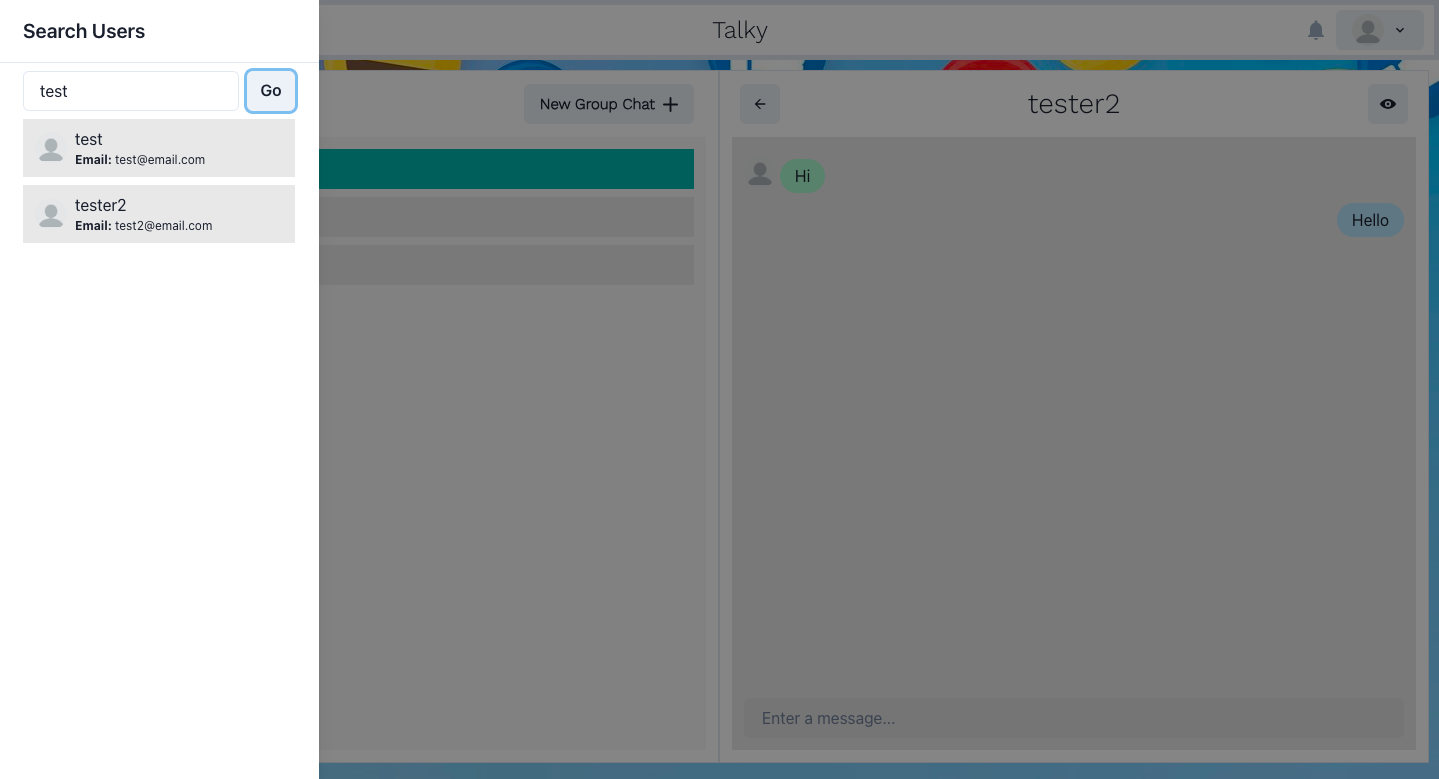 Search Users
test
Go
test
Email: test@email.com
tester2
Email: test2@email.com
Talky
New Group Chat
tester2
Hi
Hello
Enter a message...